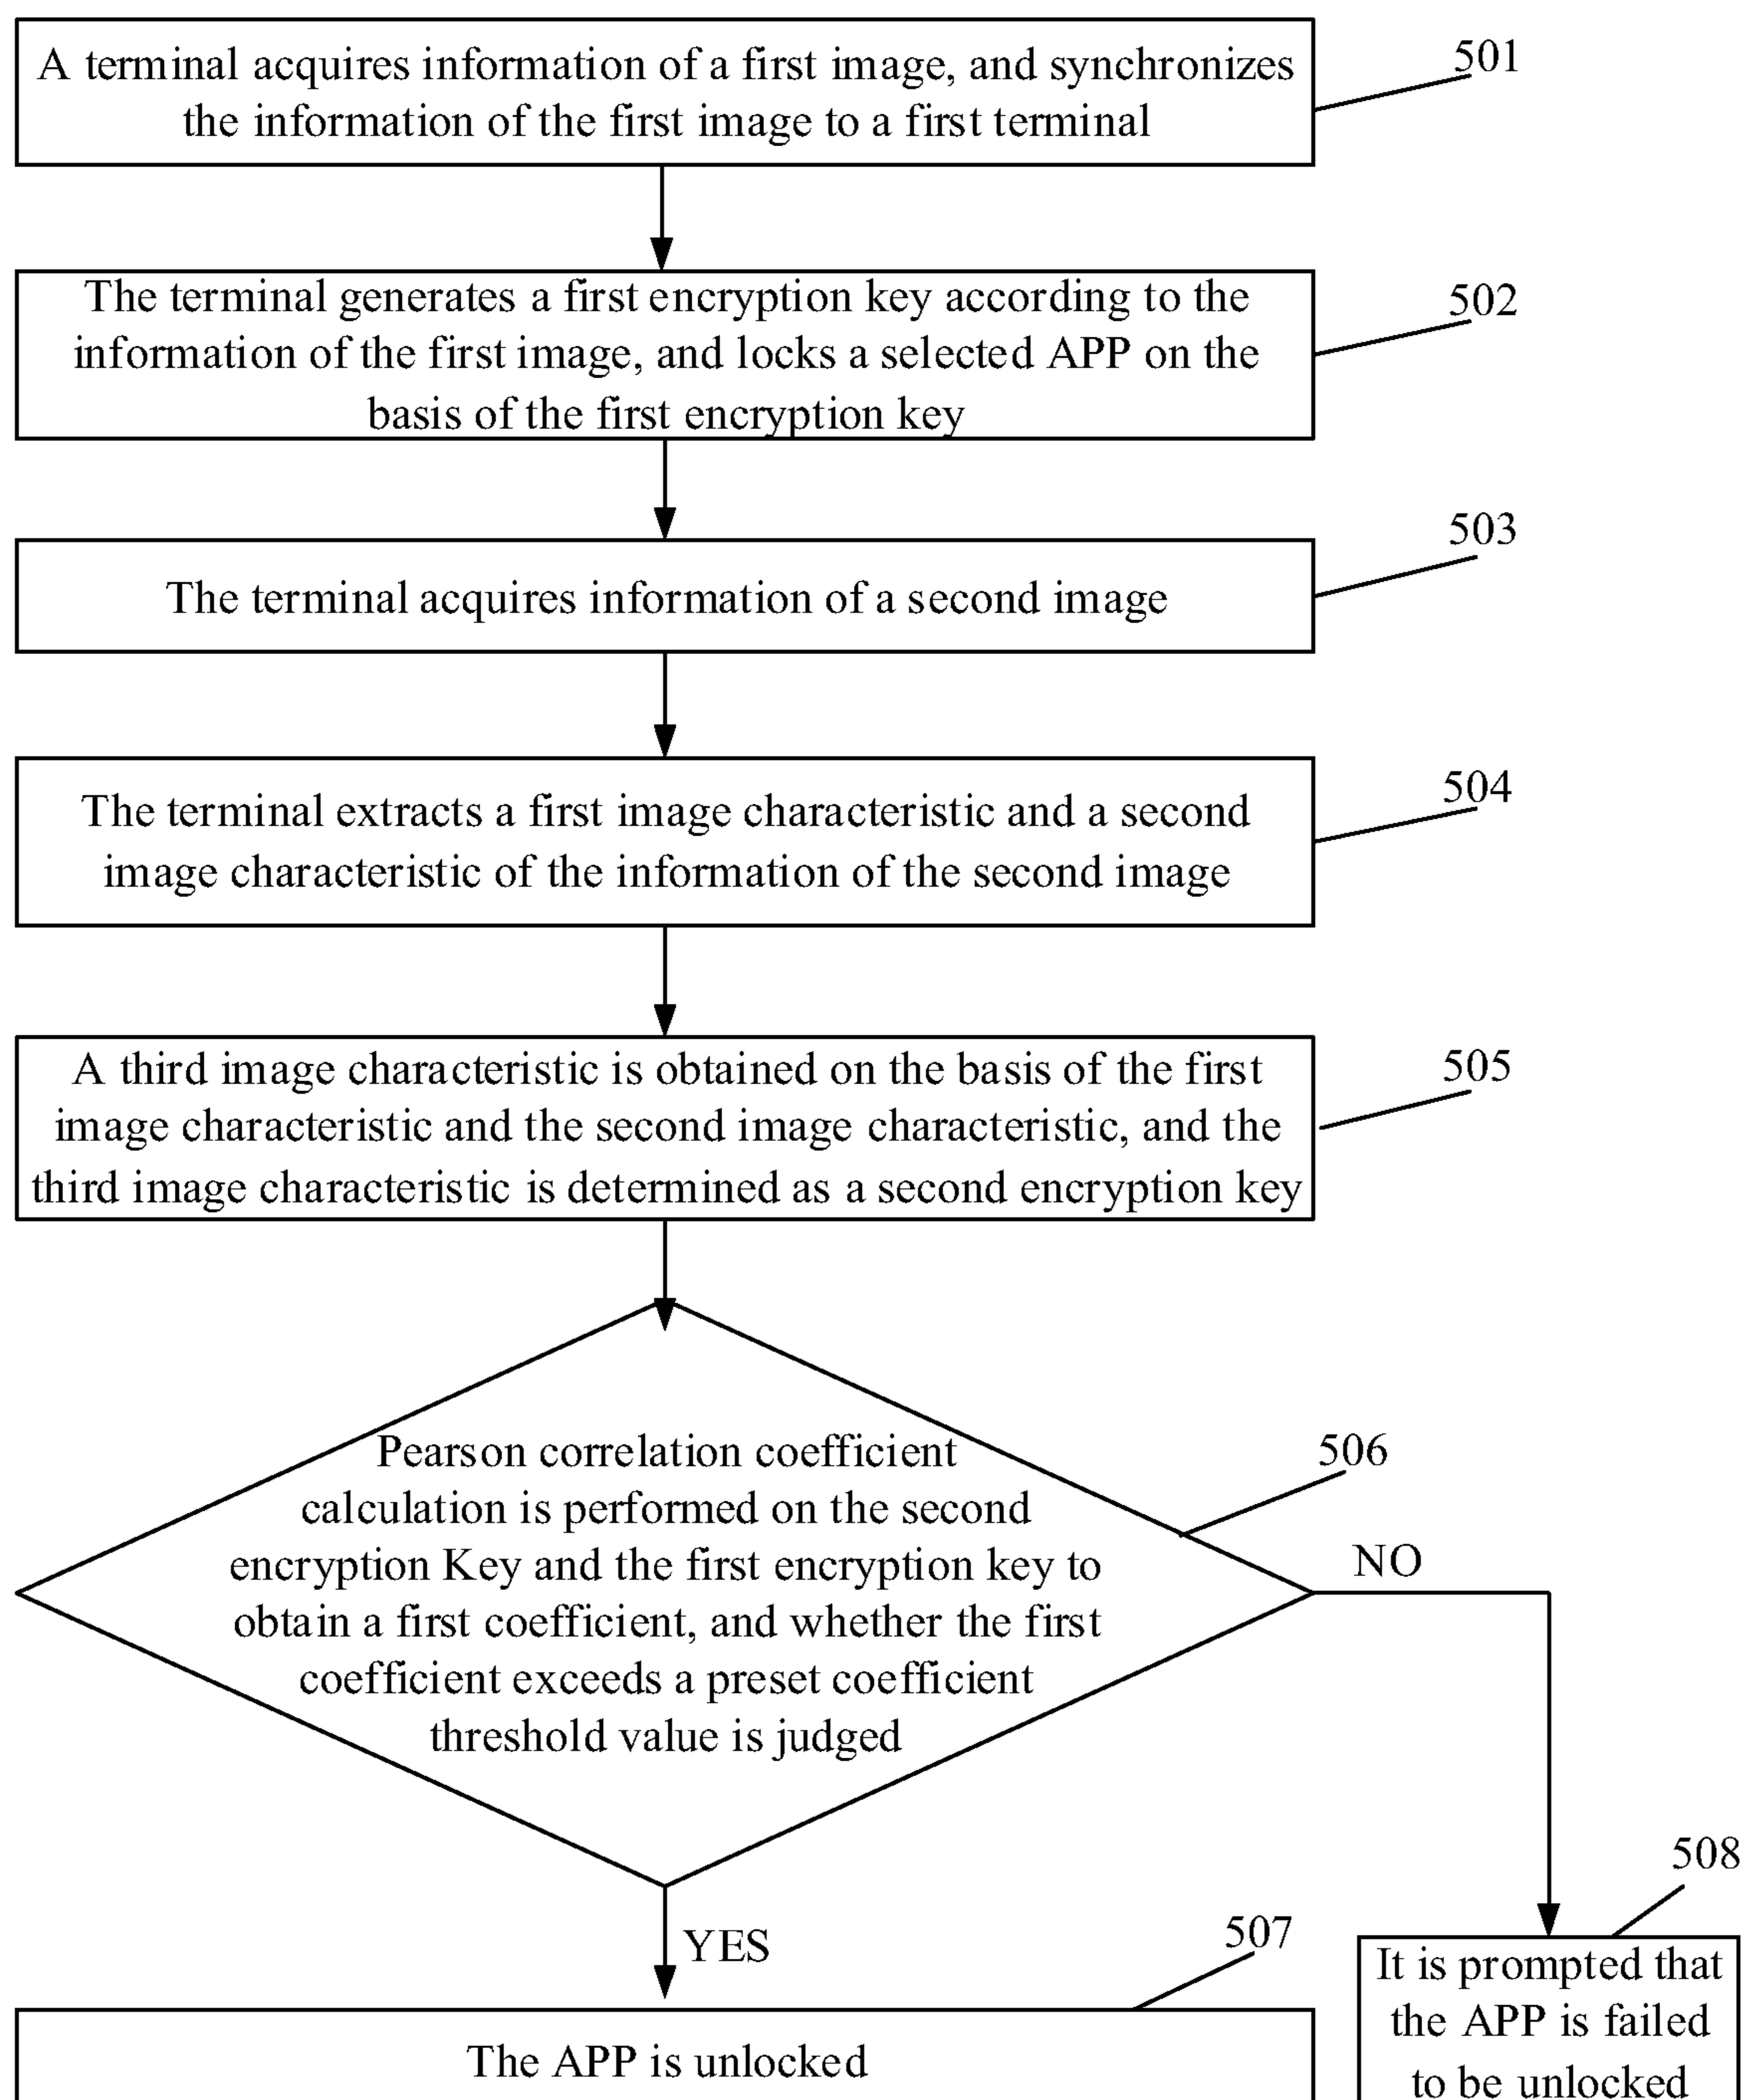 A terminal acquires information of a first image, and synchronizes
the information of the first image to a first terminal
501
The terminal generates a first encryption key according to the
information of the first image, and locks a selected APP on the
basis of the first encryption key
502
The terminal acquires information of a second image
503
The terminal extracts a first image characteristic and a second
image characteristic of the information of the second image
504
A third image characteristic is obtained on the basis of the first
image characteristic and the second image characteristic, and the
third image characteristic is determined as a second encryption key
505
Pearson correlation coefficient
calculation is performed on the second
encryption Key and the first encryption key to
obtain a first coefficient, and whether the first
coefficient exceeds a preset coefficient
threshold value is judged
506
NO
YES
507
The APP is unlocked
508
It is prompted that
the APP is failed
to be unlocked